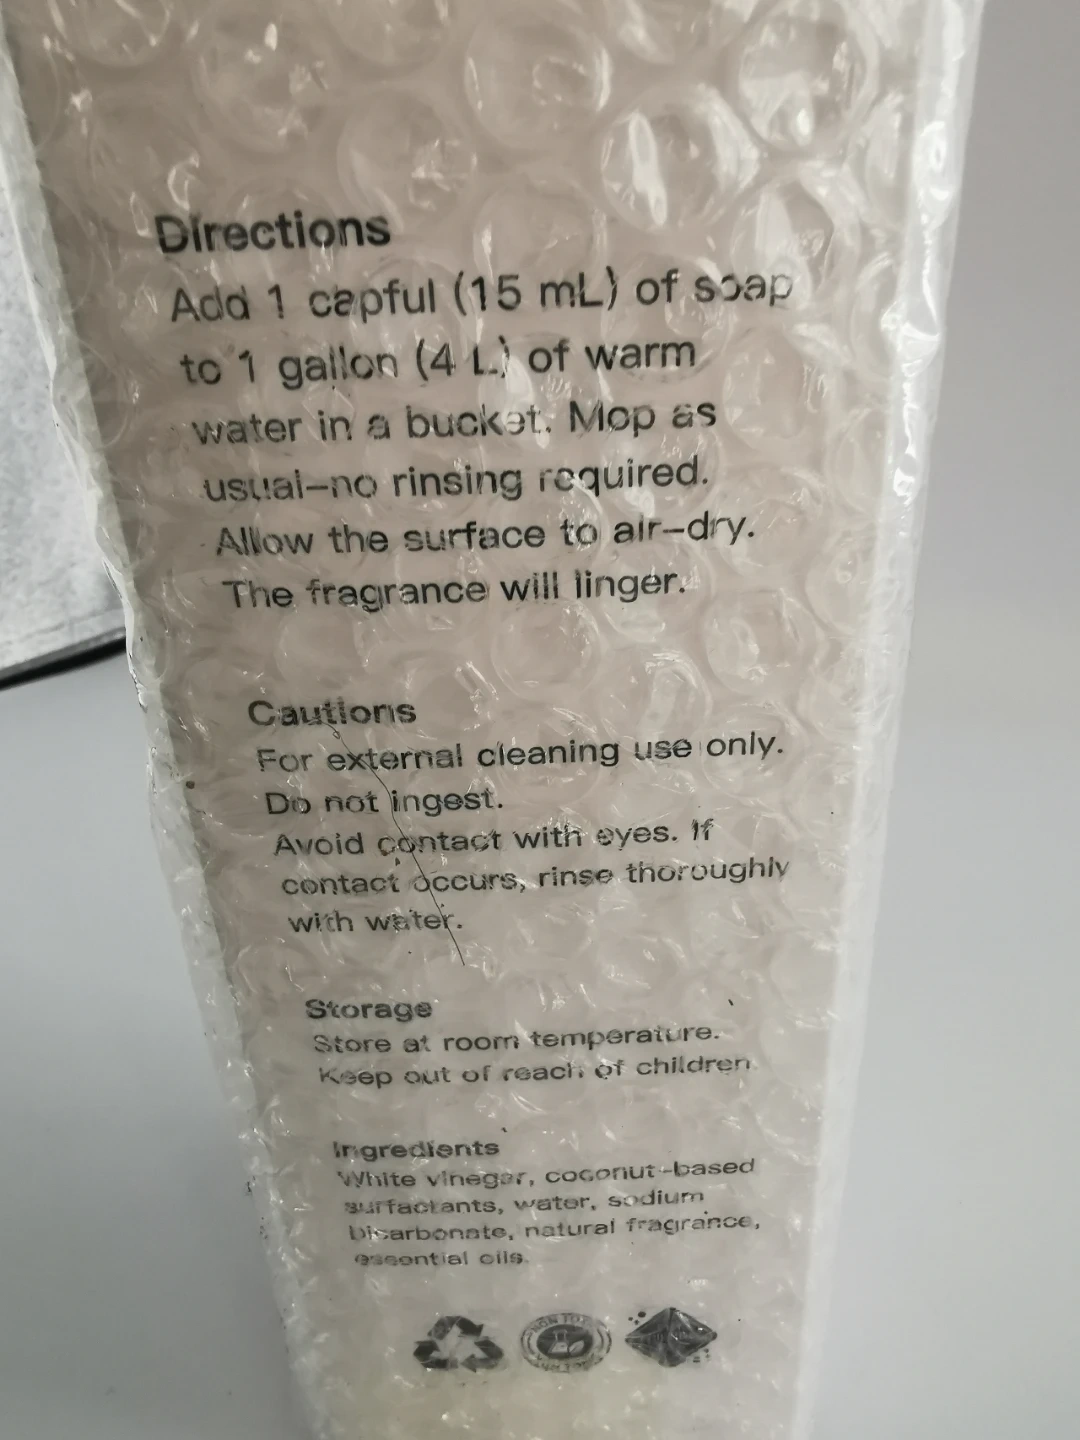 Directions
Add 1 capful (15 mL) of soap
to 1 gallon (4 L) of warm
water in a bucket. Mop as
usual–no rinsing required.
Allow the surface to air–dry.
The fragrance will linger.
Cautions
For external cleaning use only.
Do not ingest.
Avoid contact with eyes. If
contact occurs, rinse thoroughly
with water.
Storage
Store at room temperature.
Keep out of reach of children.
Ingredients
White vinegar, coconut-based
surfactants, water, sodium
bicarbonate, natural fragrance,
essential oils.
NON TOXIC